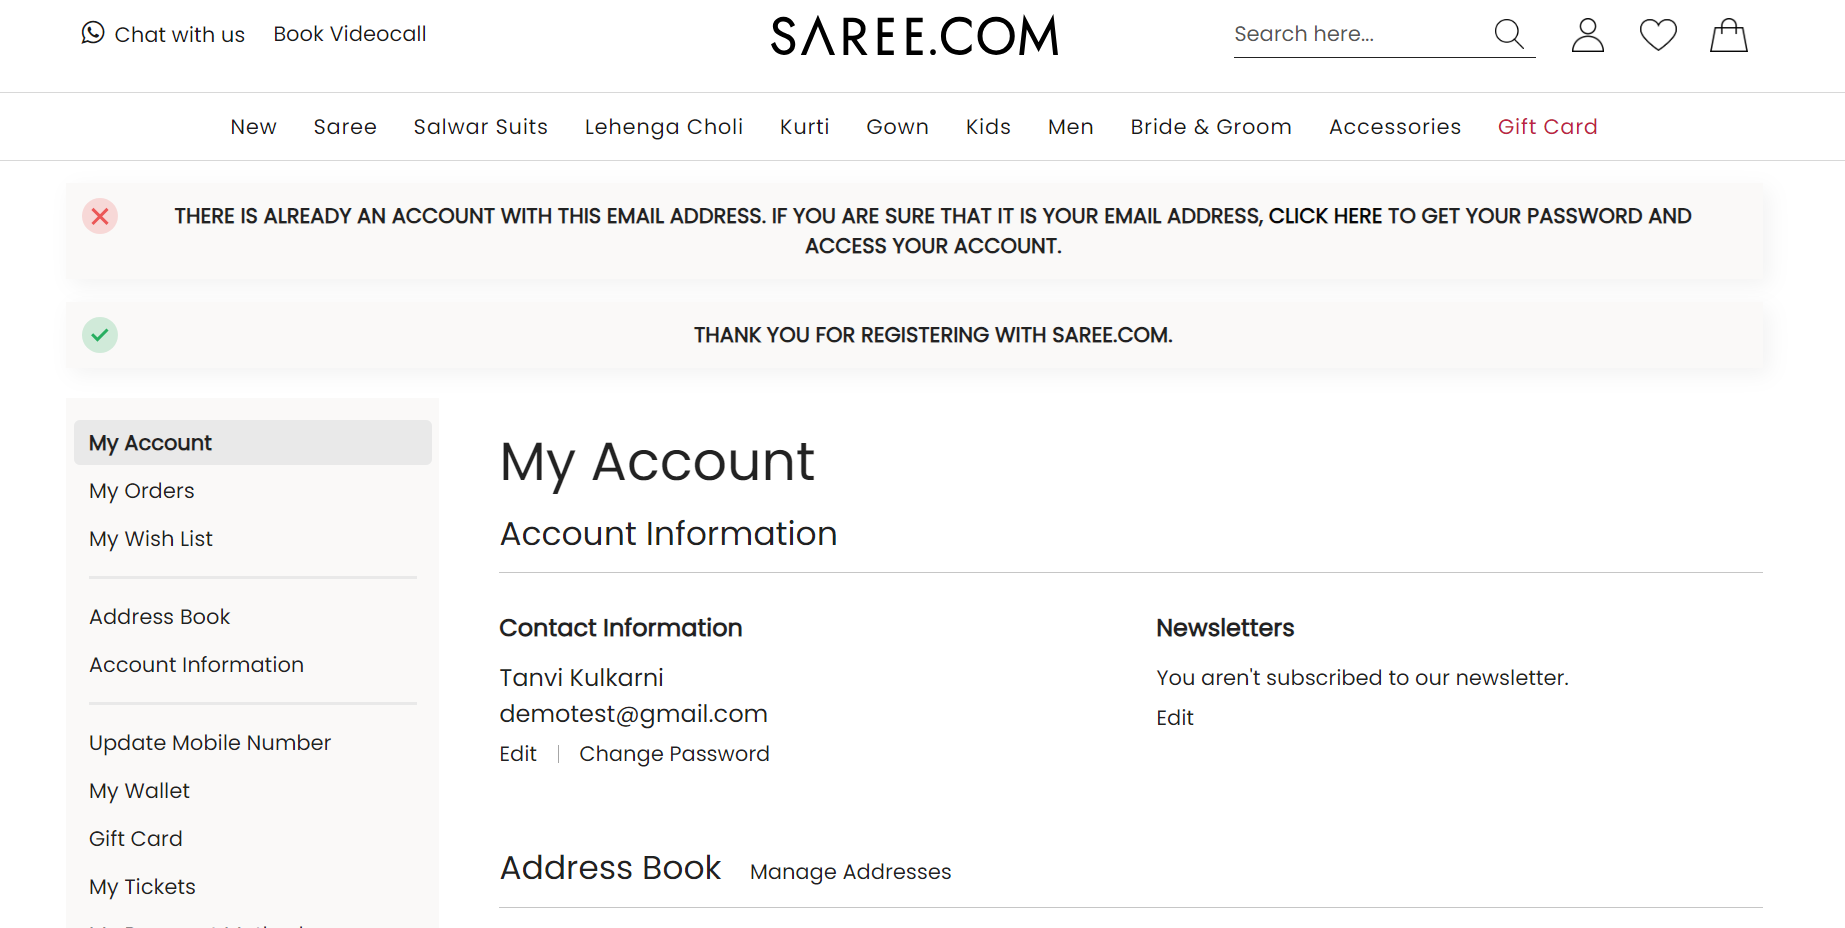 Chat with us Book Videocall SAREE.COM Search here...
New Saree Salwar Suits Lehenga Choli Kurti Gown Kids Men Bride & Groom Accessories Gift Card
THERE IS ALREADY AN ACCOUNT WITH THIS EMAIL ADDRESS. IF YOU ARE SURE THAT IT IS YOUR EMAIL ADDRESS, CLICK HERE TO GET YOUR PASSWORD AND
ACCESS YOUR ACCOUNT.
THANK YOU FOR REGISTERING WITH SAREE.COM.
My Account
My Orders
My Wish List
Address Book
Account Information
Update Mobile Number
My Wallet
Gift Card
My Tickets
My Account
Account Information
Contact Information
Tanvi Kulkarni
demotest@gmail.com
Edit | Change Password
Newsletters
You aren't subscribed to our newsletter.
Edit
Address Book Manage Addresses